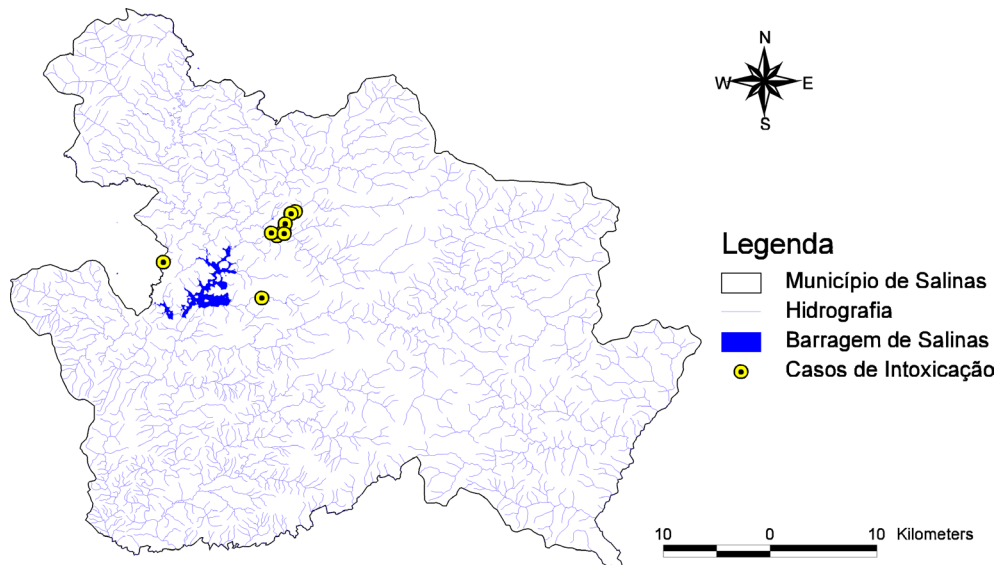 N
W E
S
Legenda
Município de Salinas
Hidrografia
Barragem de Salinas
Casos de Intoxicação
10 0 10 Kilometers